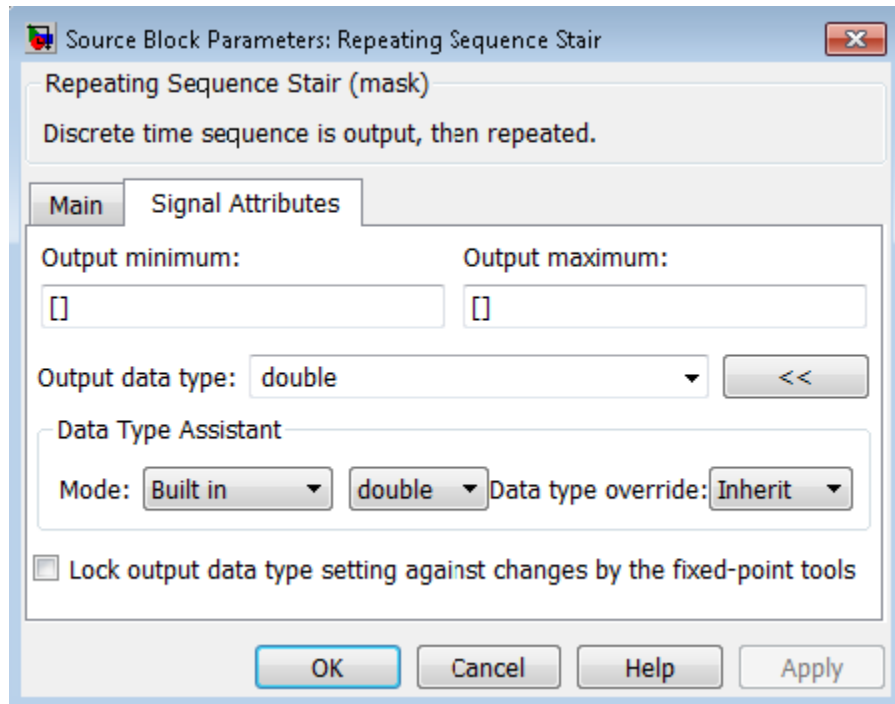 Source Block Parameters: Repeating Sequence Stair
Repeating Sequence Stair (mask)
Discrete time sequence is output, then repeated.
Main Signal Attributes
Output minimum: Output maximum:
[] []
Output data type: double <<
Data Type Assistant
Mode: Built in double Data type override: Inherit
Lock output data type setting against changes by the fixed-point tools
OK Cancel Help Apply